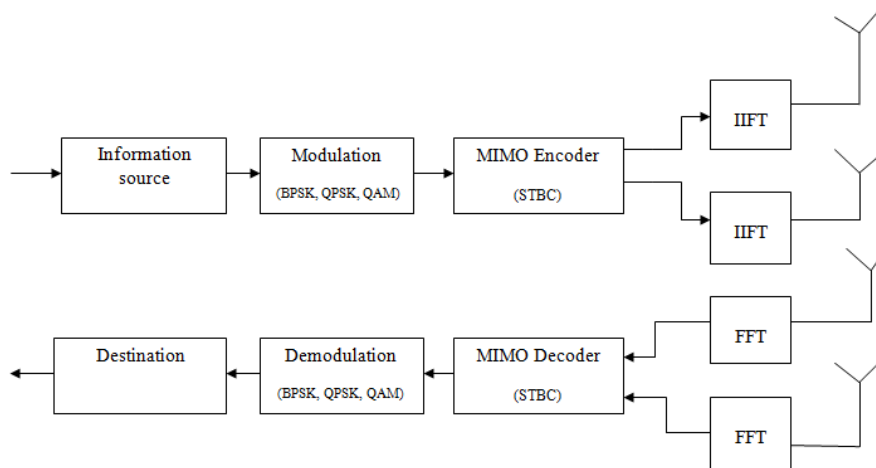 Information
source
Modulation
(BPSK, QPSK, QAM)
MIMO Encoder
(STBC)
IIFT
IIFT
Destination
Demodulation
(BPSK, QPSK, QAM)
MIMO Decoder
(STBC)
FFT
FFT